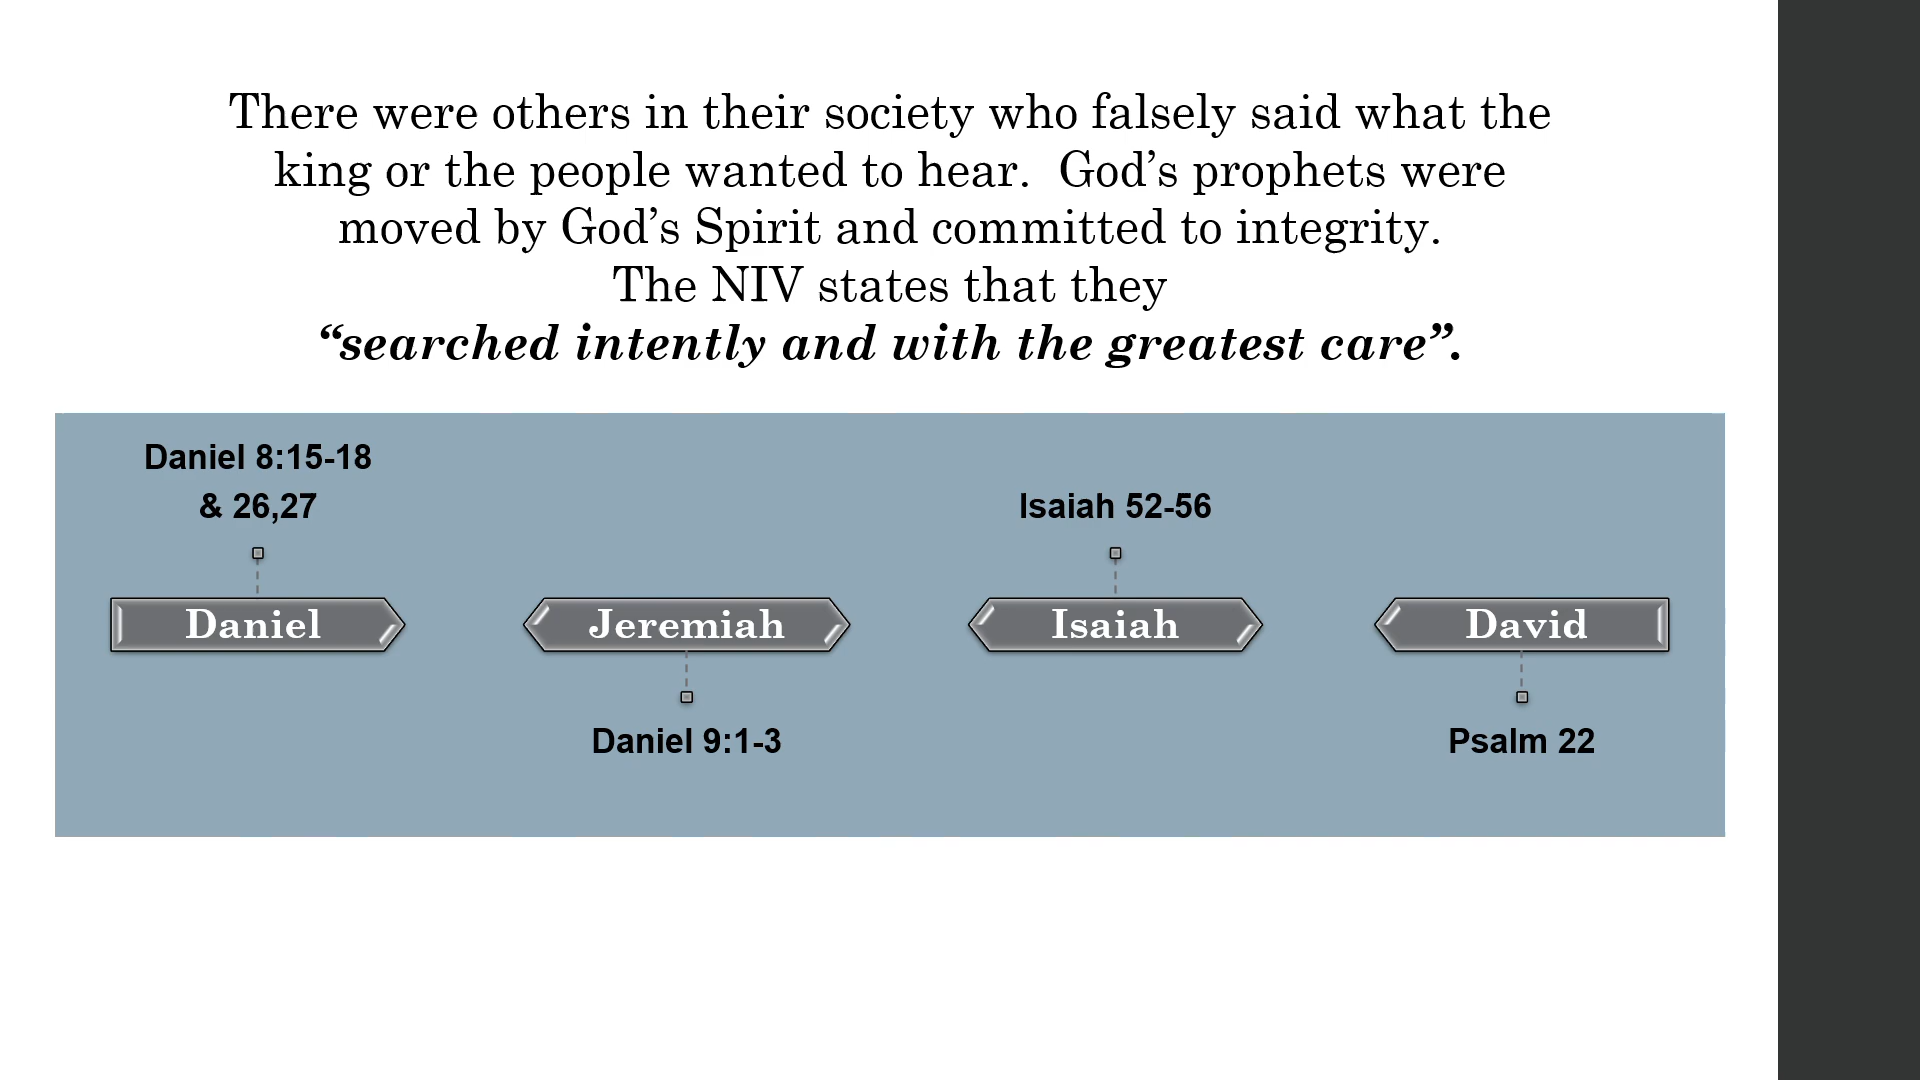 There were others in their society who falsely said what the
king or the people wanted to hear.  God’s prophets were
moved by God’s Spirit and committed to integrity.
The NIV states that they
“searched intently and with the greatest care”.
Daniel 8:15-18
& 26,27
Isaiah 52-56
Daniel
Jeremiah
Isaiah
David
Daniel 9:1-3
Psalm 22